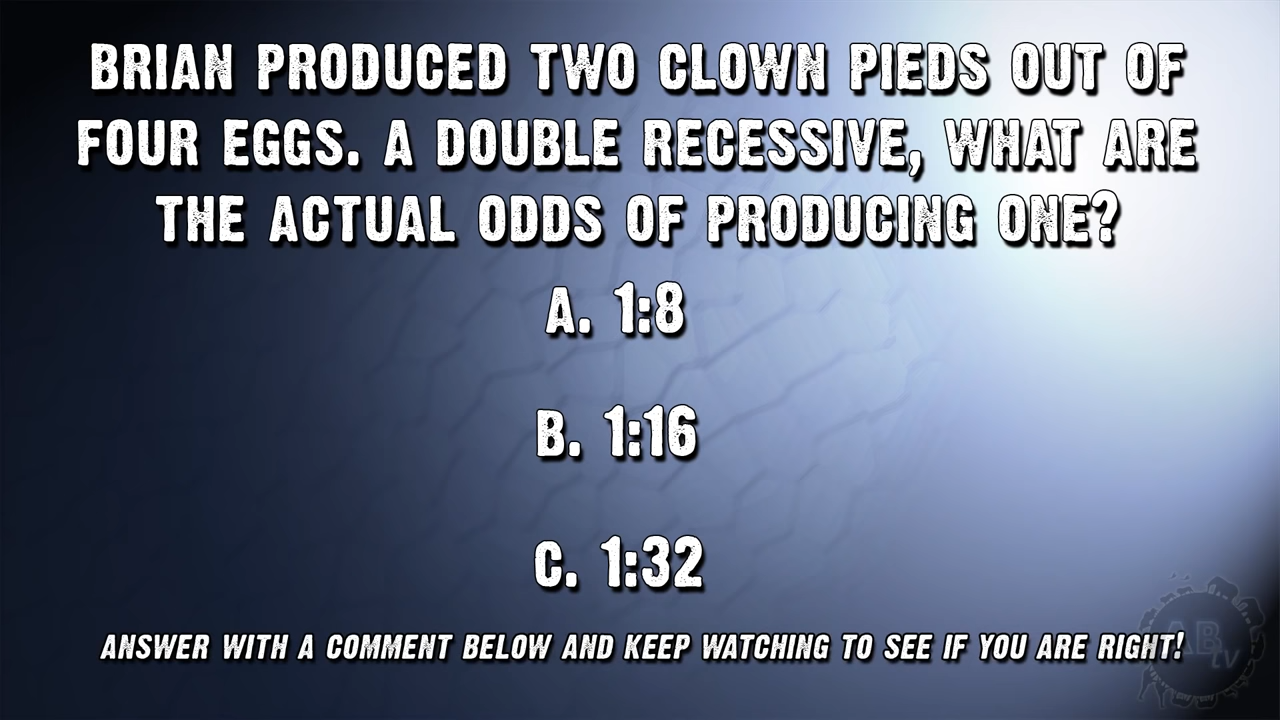 BRIAN PRODUCED TWO CLOWN PIEDS OUT OF
FOUR EGGS. A DOUBLE RECESSIVE, WHAT ARE
THE ACTUAL ODDS OF PRODUCING ONE?
A. 1:8
B. 1:16
C. 1:32
ANSWER WITH A COMMENT BELOW AND KEEP WATCHING TO SEE IF YOU ARE RIGHT!
AB
tv